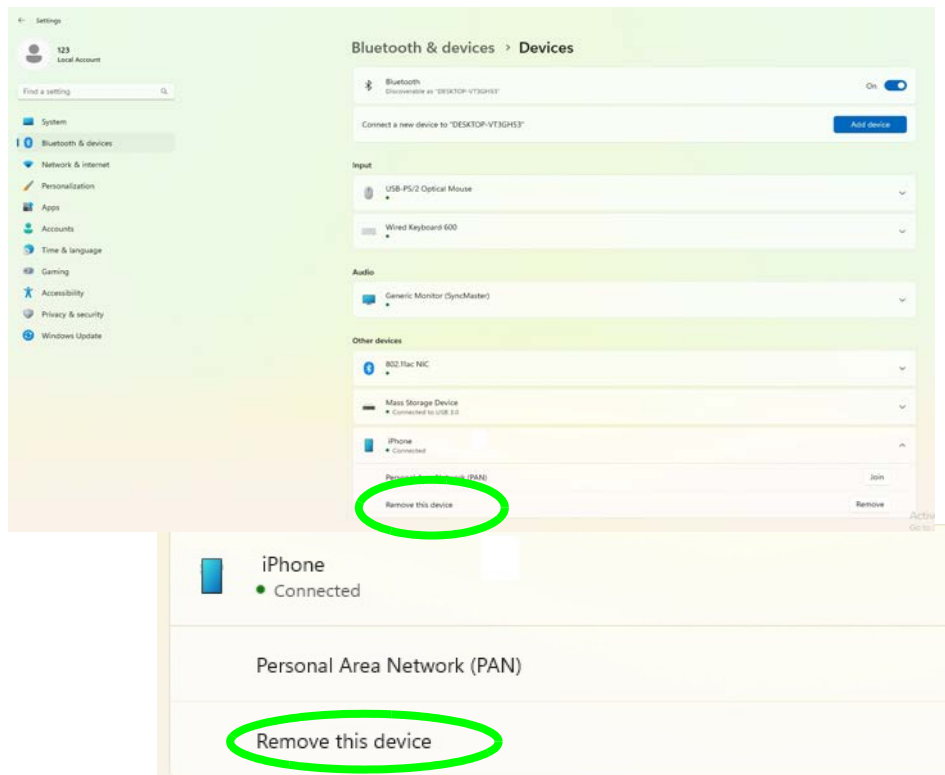 ← Settings
123
Local Account
Find a setting
System
Bluetooth & devices
Network & internet
Personalization
Apps
Accounts
Time & language
Gaming
Accessibility
Privacy & security
Windows Update
Bluetooth & devices > Devices
Bluetooth
Discoverable as "DESKTOP-VT3GHS3"
On
Connect a new device to "DESKTOP-VT3GHS3"
Add device
Input
USB-PS/2 Optical Mouse
Wired Keyboard 600
Audio
Generic Monitor (SyncMaster)
Other devices
802.11ac NIC
Mass Storage Device
Connected to USB 3.0
iPhone
Connected
Personal Area Network (PAN)
Join
Remove this device
Remove
Activ
Go to
iPhone
Connected
Personal Area Network (PAN)
Remove this device